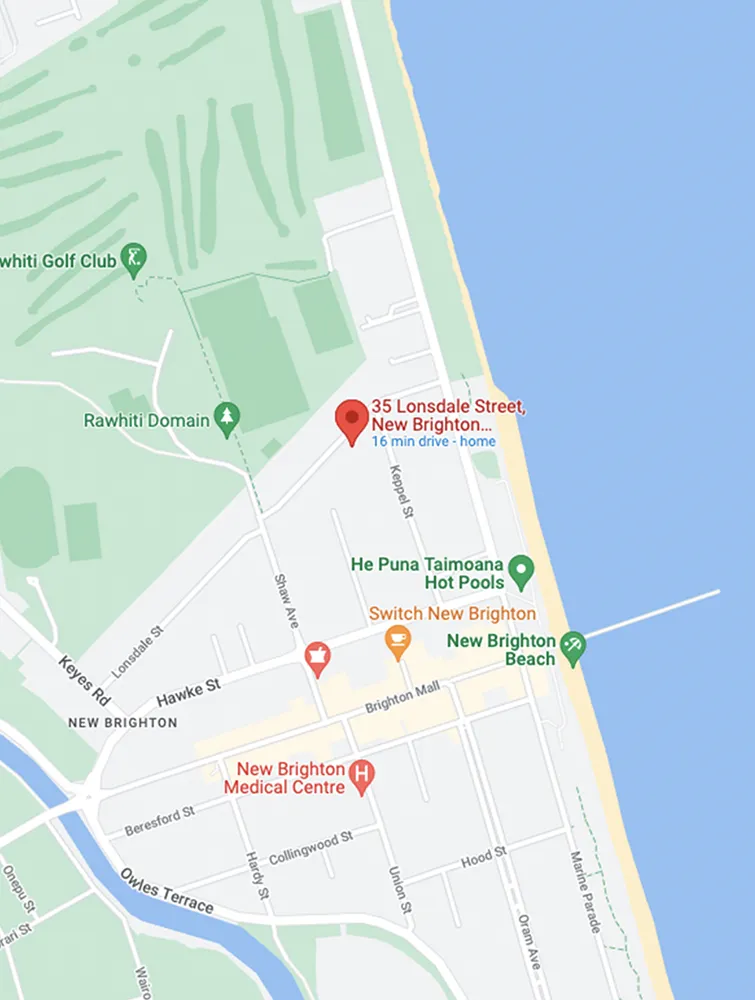 whiti Golf Club
Rawhiti Domain
35 Lonsdale Street,
New Brighton...
16 min drive - home
Keppel St
He Puna Taimoana
Hot Pools
Shaw Ave
Switch New Brighton
Lonsdale St
New Brighton
Beach
Keyes Rd
Hawke St
Brighton Mall
NEW BRIGHTON
New Brighton
Medical Centre
H
Beresford St
Collingwood St
Hood St
Owles Terrace
Hardy St
Union St
Marine Parade
Onepu St
rari St
Oram Ave
Wairo